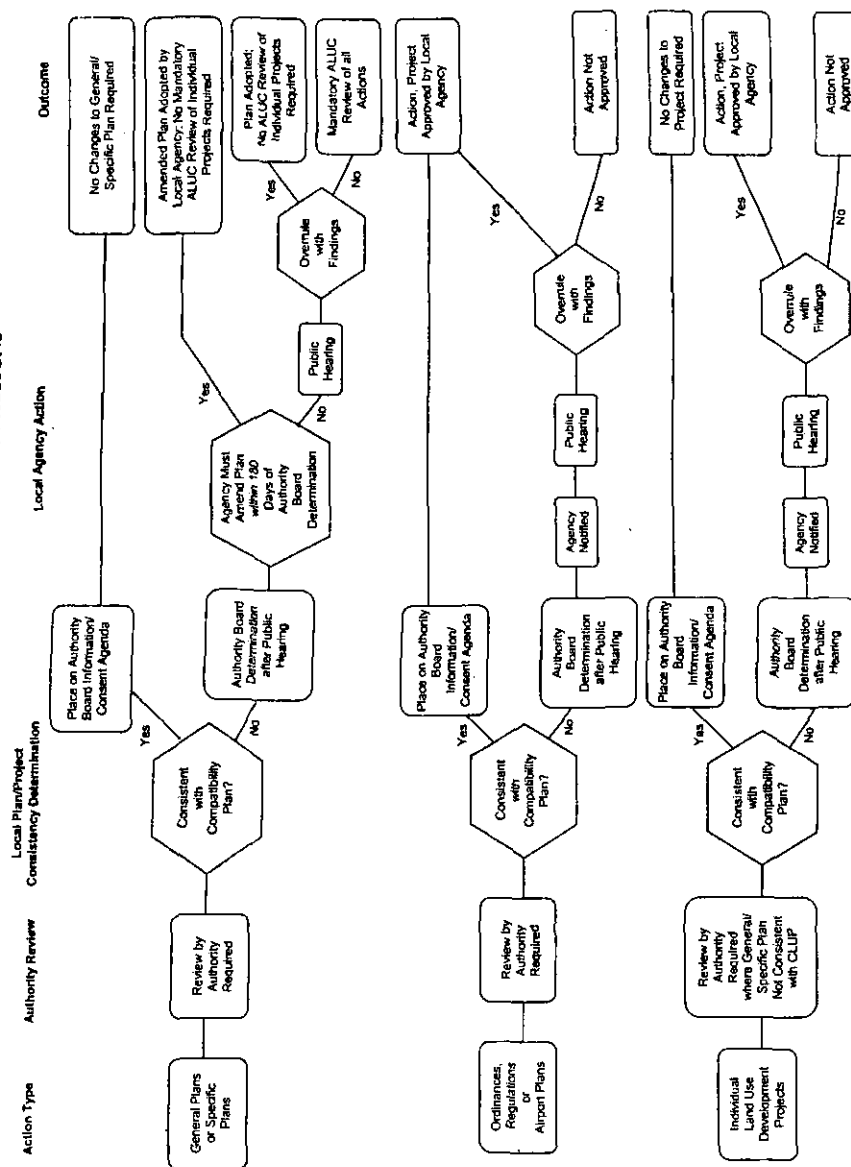 Action Type
Authority Review
Local Plan/Project
Consistency Determination
Local Agency Action
Outcome
General Plans
or Specific
Plans
Review by
Authority
Required
Consistent
with
Compatibility
Plan?
Yes
No
Place on Authority
Board Information/
Consent Agenda
Authority Board
Determination
after Public
Hearing
Agency Must
Amend Plan
within 180
Days of
Authority
Board
Determination
Yes
No
Public
Hearing
Overrule
with
Findings
Yes
No
No Changes to General/
Specific Plan Required
Amended Plan Adopted by
Local Agency; No Mandatory
ALUC Review of Individual
Projects Required
Plan Adopted;
No ALUC Review of
Individual Projects
Required
Mandatory ALUC
Review of all
Actions
Ordinances,
Regulations
or
Airport Plans
Review by
Authority
Required
Consistent
with
Compatibility
Plan?
Yes
No
Place on Authority
Board
Information/
Consent Agenda
Authority
Board
Determination
after Public
Hearing
Agency
Notified
Public
Hearing
Overrule
with
Findings
Yes
No
Action, Project
Approved by Local
Agency
Action Not
Approved
Individual
Land Use
Development
Projects
Review by
Authority
Required
where General/
Specific Plan
Not Consistent
with CLUP
Consistent
with
Compatibility
Plan?
Yes
No
Place on Authority
Board
Information/
Consent Agenda
Authority
Board
Determination
after Public
Hearing
Agency
Notified
Public
Hearing
Overrule
with
Findings
Yes
No
No Changes to
Project Required
Action, Project
Approved by Local
Agency
Action Not
Approved